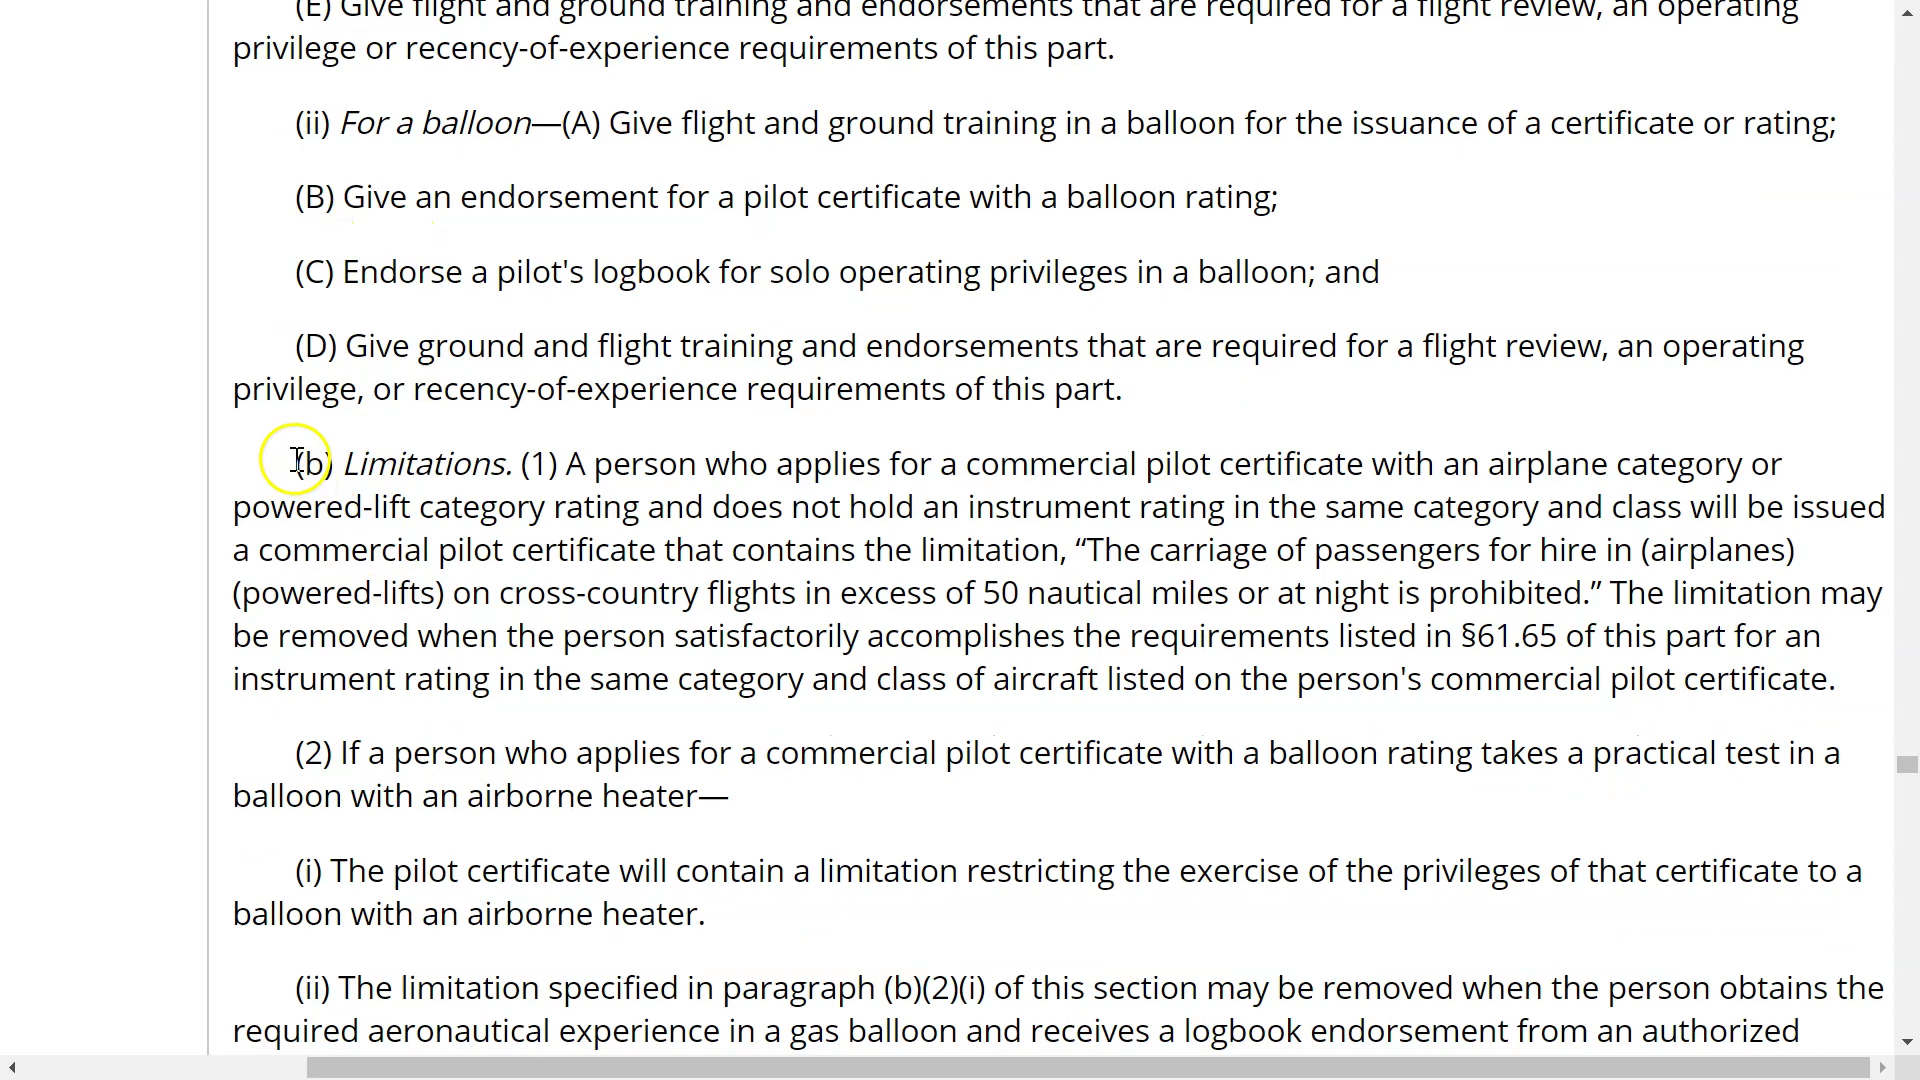 (E) Give flight and ground training and endorsements that are required for a flight review, an operating
privilege or recency-of-experience requirements of this part.
(ii) For a balloon—(A) Give flight and ground training in a balloon for the issuance of a certificate or rating;
(B) Give an endorsement for a pilot certificate with a balloon rating;
(C) Endorse a pilot's logbook for solo operating privileges in a balloon; and
(D) Give ground and flight training and endorsements that are required for a flight review, an operating
privilege, or recency-of-experience requirements of this part.
(b) Limitations. (1) A person who applies for a commercial pilot certificate with an airplane category or
powered-lift category rating and does not hold an instrument rating in the same category and class will be issued
a commercial pilot certificate that contains the limitation, “The carriage of passengers for hire in (airplanes)
(powered-lifts) on cross-country flights in excess of 50 nautical miles or at night is prohibited.” The limitation may
be removed when the person satisfactorily accomplishes the requirements listed in §61.65 of this part for an
instrument rating in the same category and class of aircraft listed on the person's commercial pilot certificate.
(2) If a person who applies for a commercial pilot certificate with a balloon rating takes a practical test in a
balloon with an airborne heater—
(i) The pilot certificate will contain a limitation restricting the exercise of the privileges of that certificate to a
balloon with an airborne heater.
(ii) The limitation specified in paragraph (b)(2)(i) of this section may be removed when the person obtains the
required aeronautical experience in a gas balloon and receives a logbook endorsement from an authorized